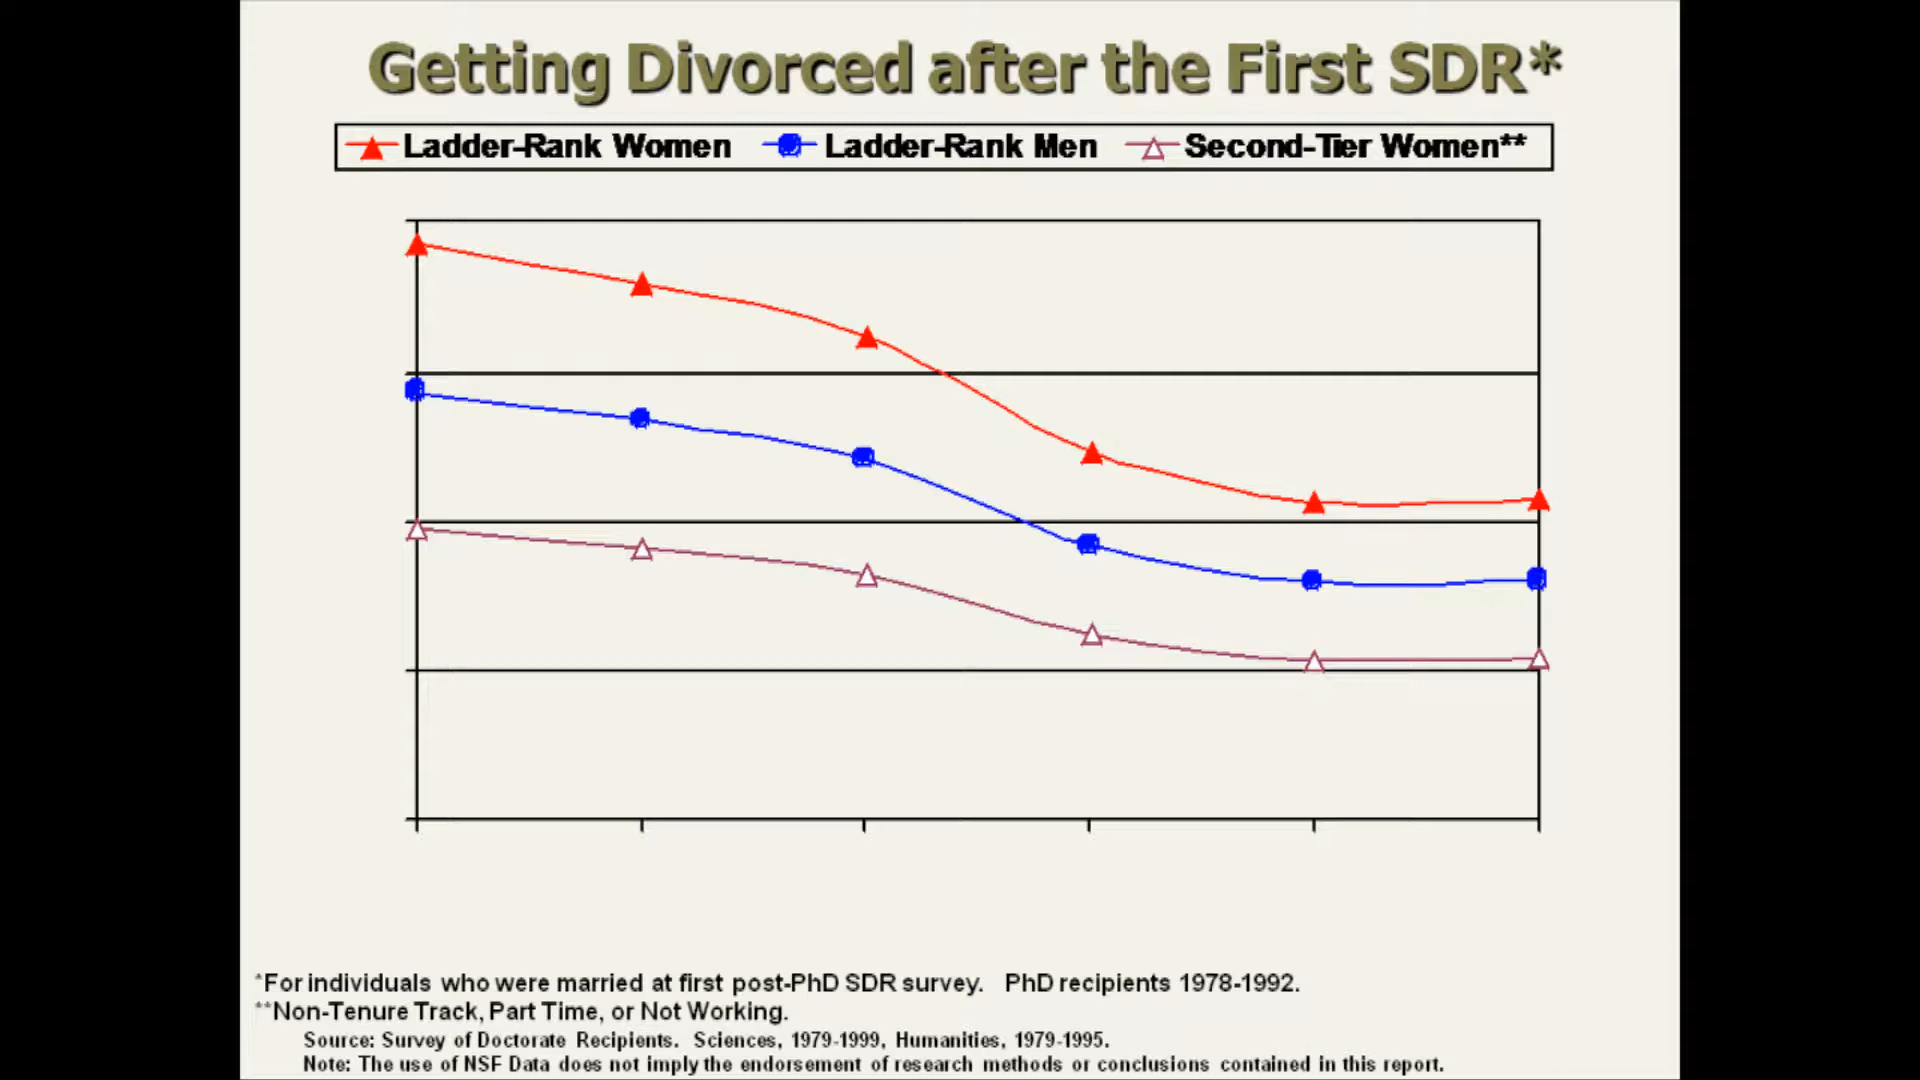 Getting Divorced after the First SDR*
Ladder-Rank Women Ladder-Rank Men Second-Tier Women**
*For individuals who were married at first post-PhD SDR survey. PhD recipients 1978-1992.
**Non-Tenure Track, Part Time, or Not Working.
Source: Survey of Doctorate Recipients. Sciences, 1979-1999, Humanities, 1979-1995.
Note: The use of NSF Data does not imply the endorsement of research methods or conclusions contained in this report.